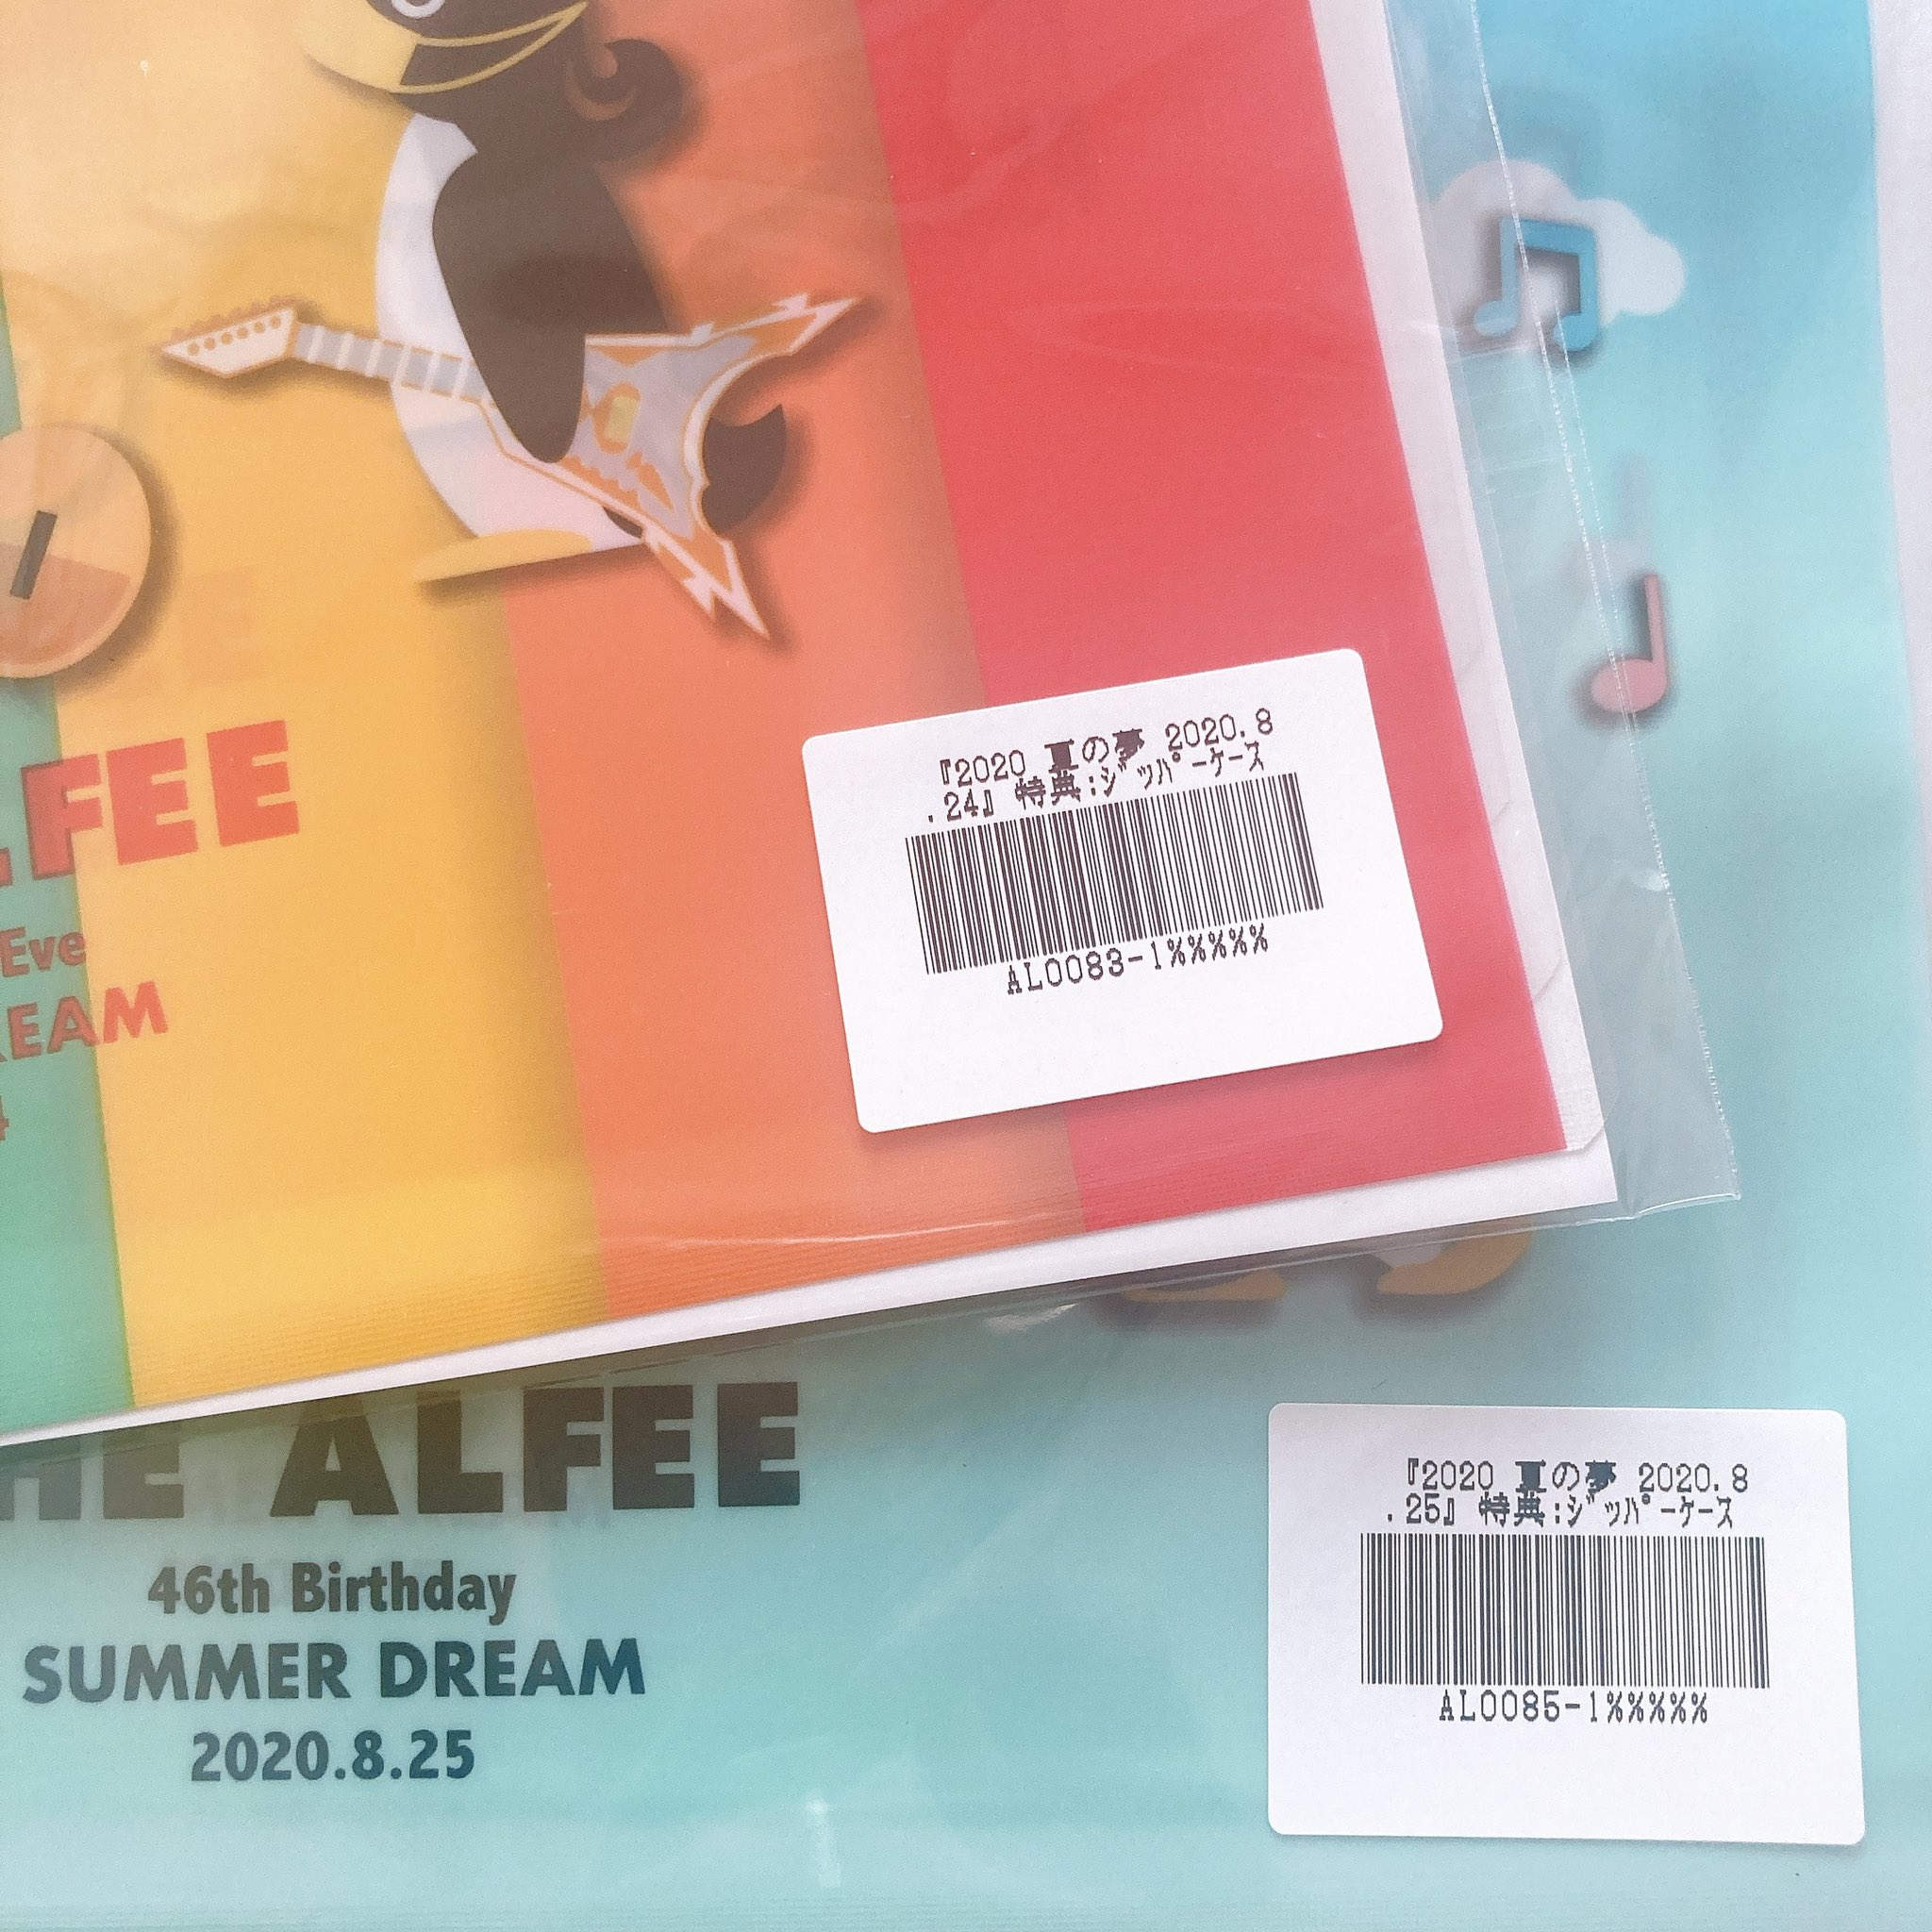 LFEE
Eve
REAM
4
『2020 夏の夢 2020.8
.24』 特典:ジッパーケース
AL0083-1%%%%%
HE ALFEE
46th Birthday
SUMMER DREAM
2020.8.25
『2020 夏の夢 2020.8
.25』 特典:ジッパーケース
AL0085-1%%%%%